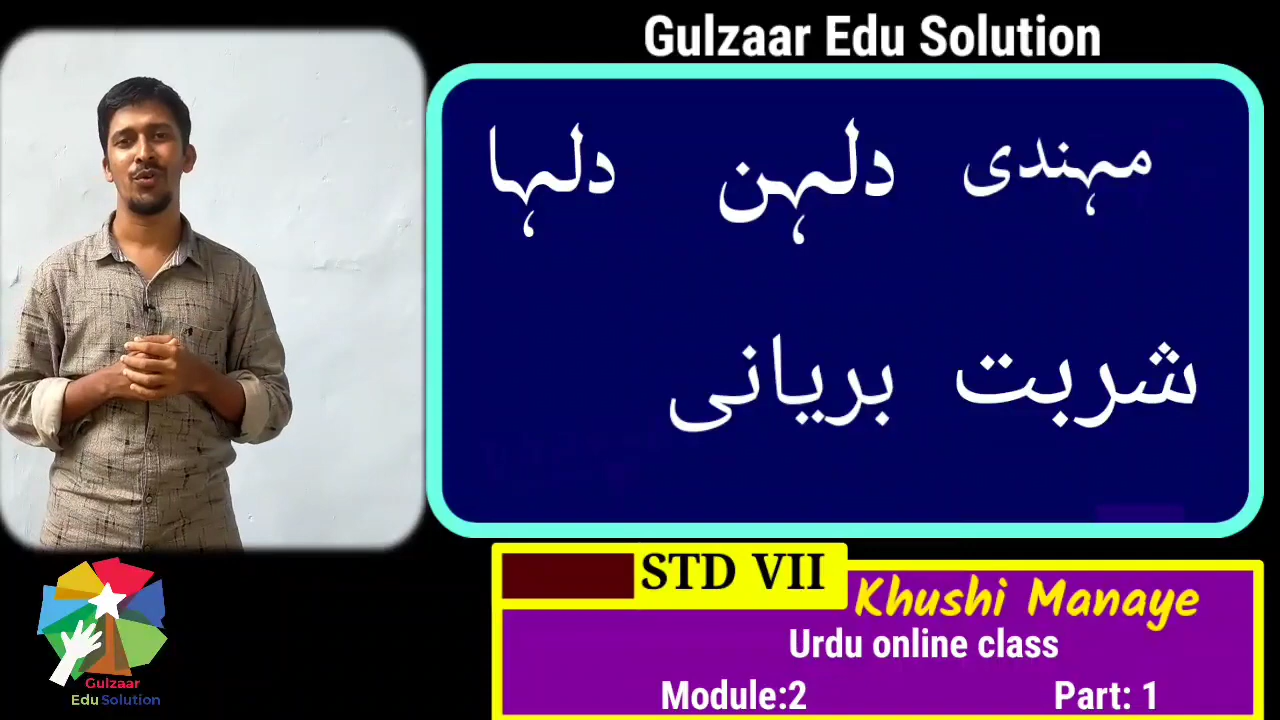 Gulzaar Edu Solution
مہندی دلہن دلہا
شربت بریانی
STD VII
Khushi Manaye
Urdu online class
Module:2 Part: 1
Gulzaar
Edu Solution